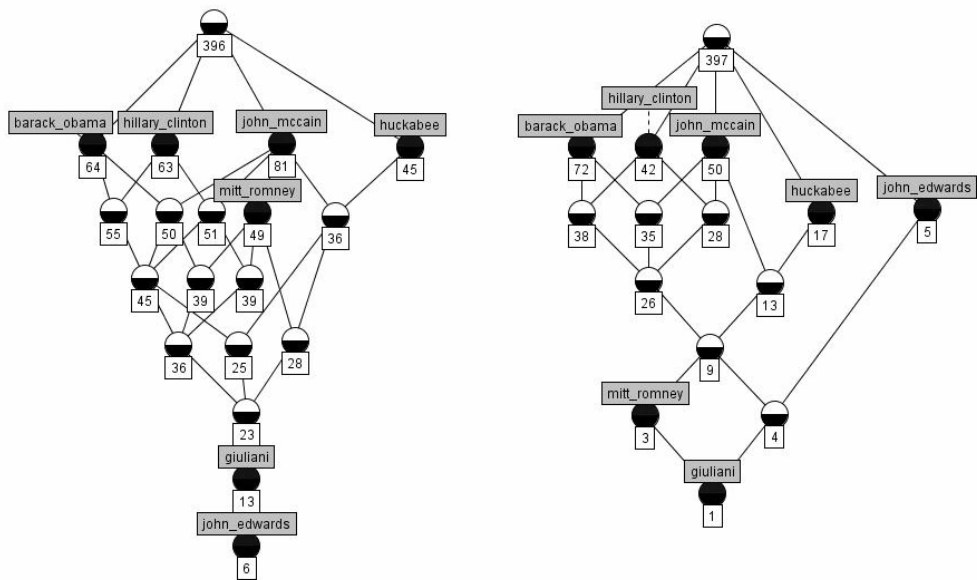 396
barack_obama
hillary_clinton
john_mccain
huckabee
64
63
81
45
mitt_romney
55
50
51
49
36
45
39
39
36
25
28
23
giuliani
13
john_edwards
6
397
hillary_clinton
barack_obama
john_mccain
72
42
50
huckabee
john_edwards
38
35
28
17
5
26
13
9
mitt_romney
3
4
giuliani
1